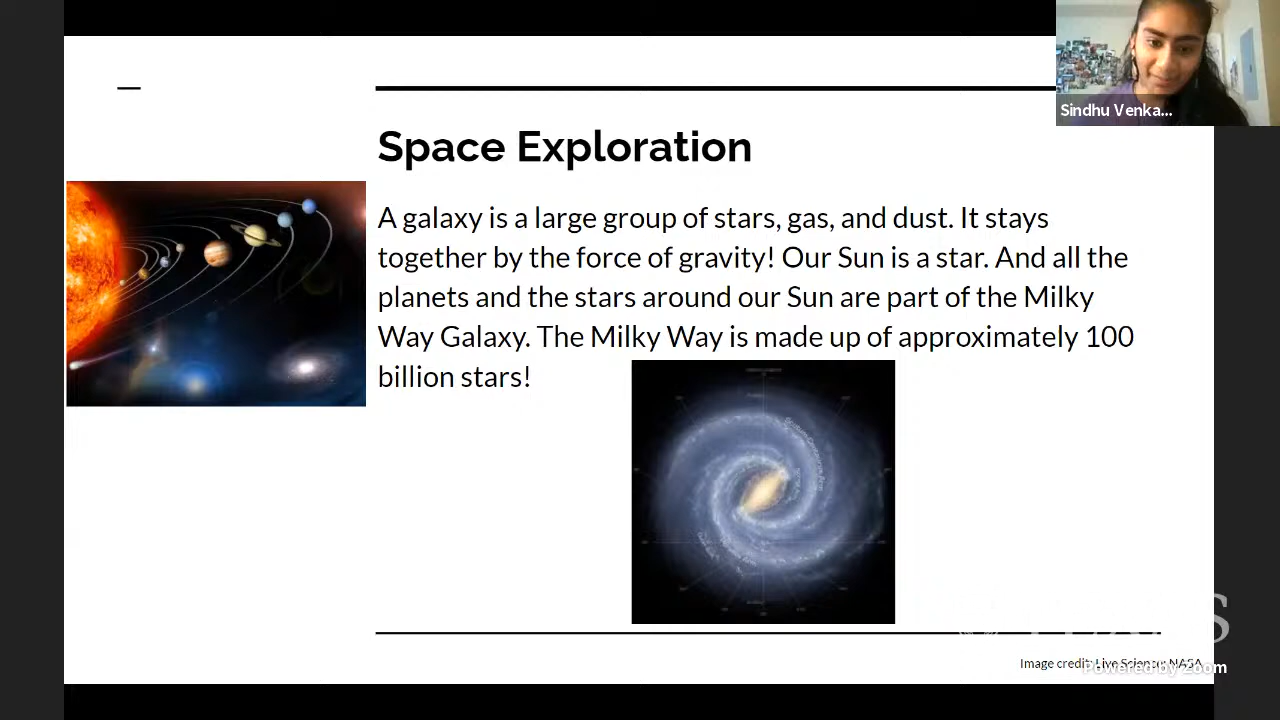 Sindhu Venka...
Space Exploration
A galaxy is a large group of stars, gas, and dust. It stays
together by the force of gravity! Our Sun is a star. And all the
planets and the stars around our Sun are part of the Milky
Way Galaxy. The Milky Way is made up of approximately 100
billion stars!
Image credit: Live Science; NASA
Powered by Zoom